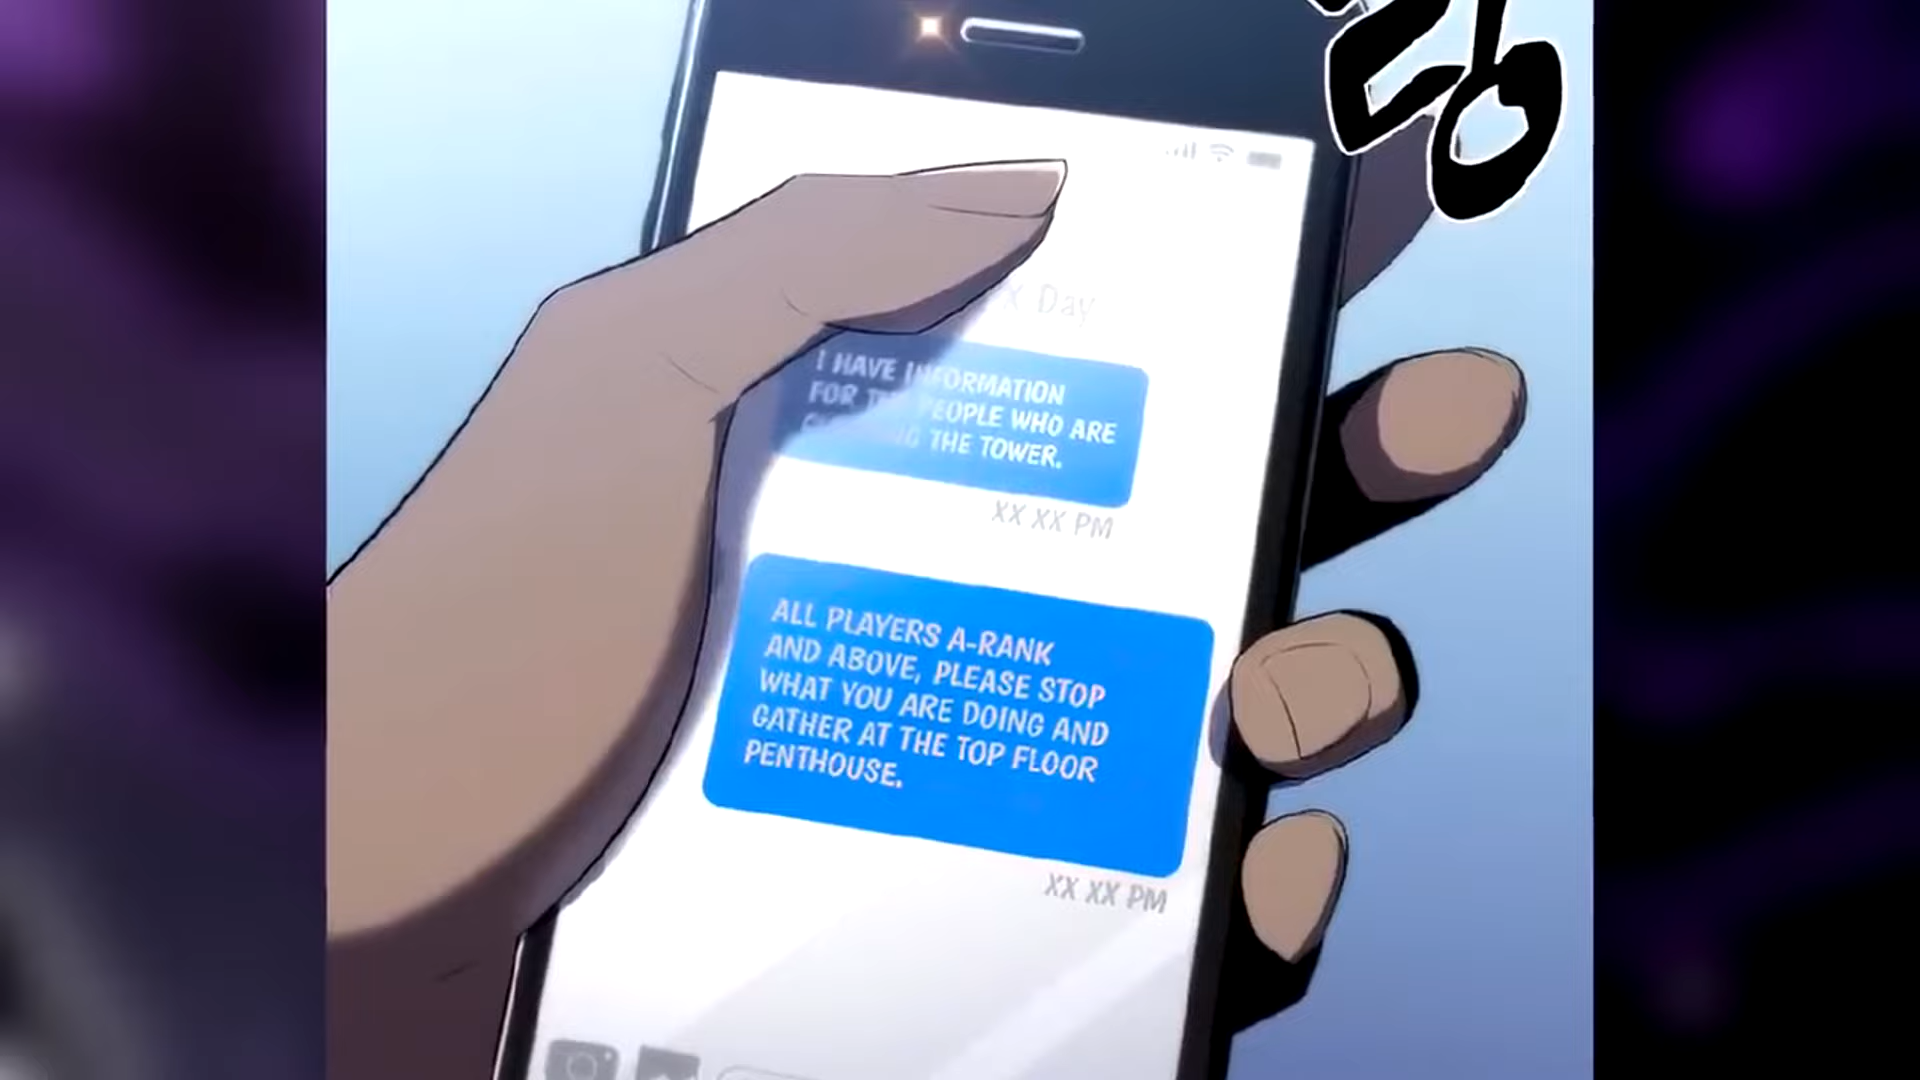 링
X Day
I HAVE INFORMATION
FOR THE PEOPLE WHO ARE
THE TOWER.
XX XX PM
ALL PLAYERS A-RANK
AND ABOVE, PLEASE STOP
WHAT YOU ARE DOING AND
GATHER AT THE TOP FLOOR
PENTHOUSE.
XX XX PM